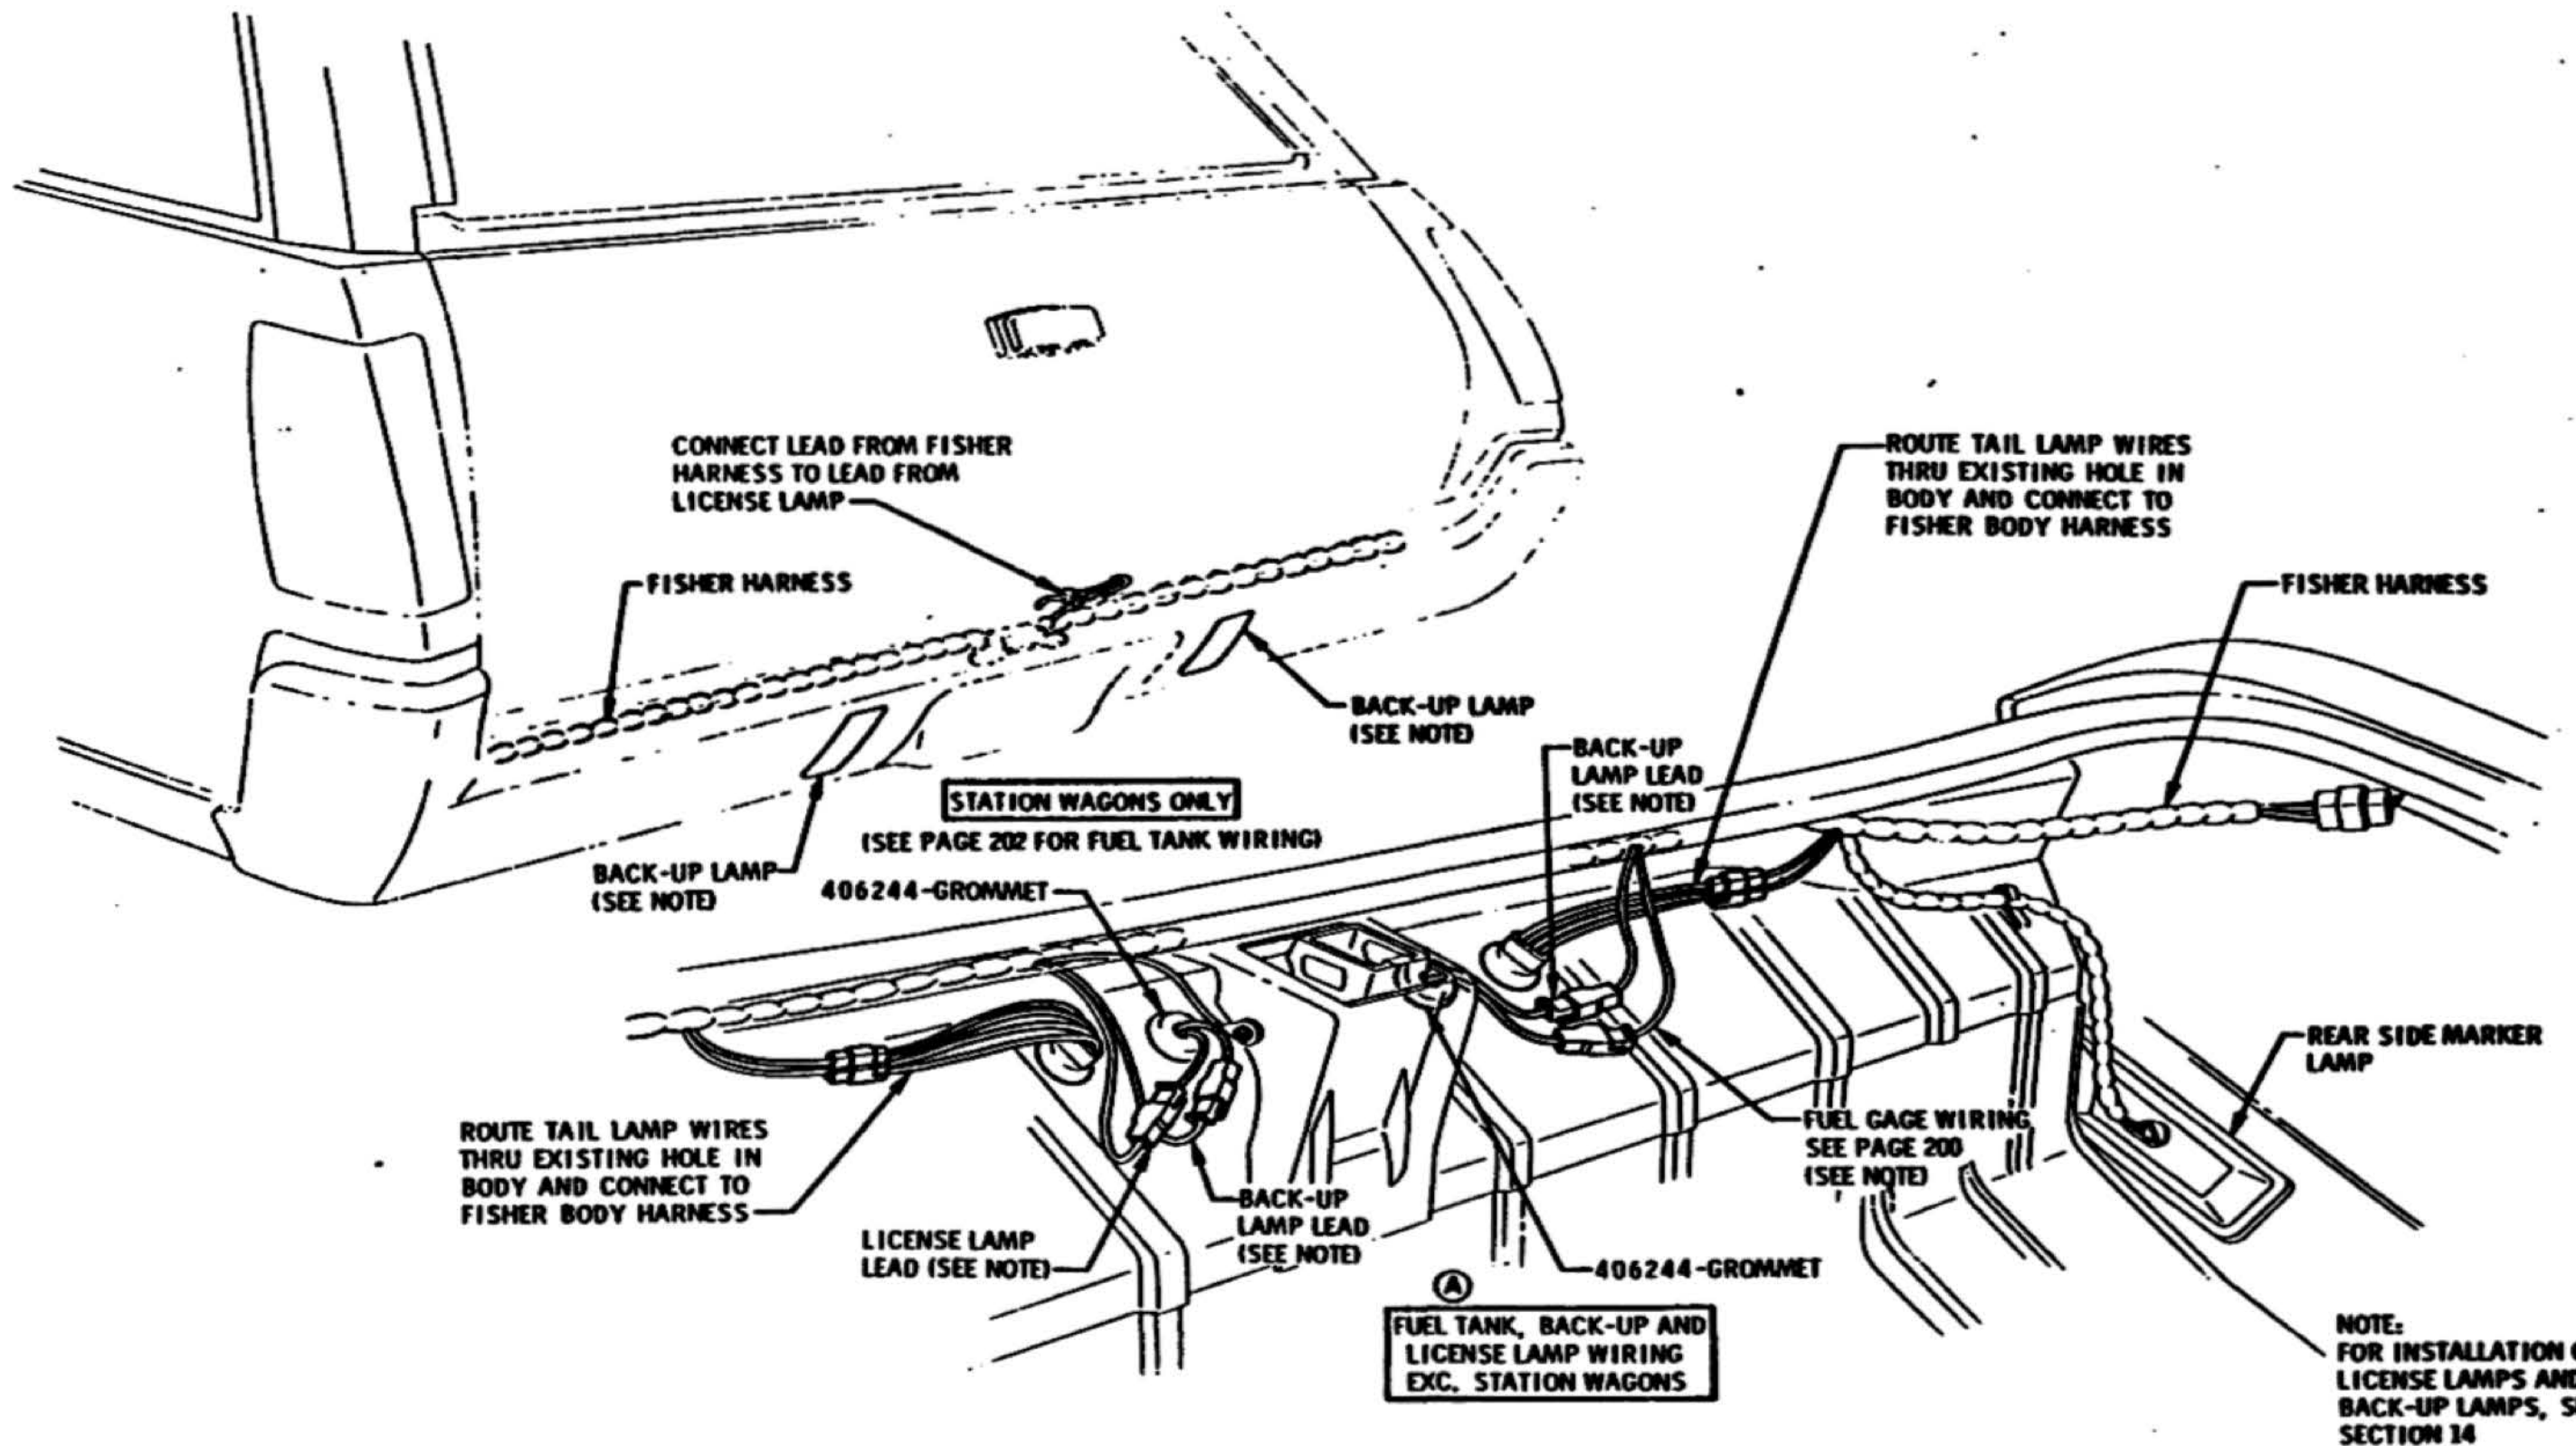 CONNECT LEAD FROM FISHER
HARNESS TO LEAD FROM
LICENSE LAMP
FISHER HARNESS
ROUTE TAIL LAMP WIRES
THRU EXISTING HOLE IN
BODY AND CONNECT TO
FISHER BODY HARNESS
FISHER HARNESS
BACK-UP LAMP
(SEE NOTE)
BACK-UP
LAMP LEAD
(SEE NOTE)
STATION WAGONS ONLY
(SEE PAGE 202 FOR FUEL TANK WIRING)
BACK-UP LAMP
(SEE NOTE)
406244-GROMMET
REAR SIDE MARKER
LAMP
ROUTE TAIL LAMP WIRES
THRU EXISTING HOLE IN
BODY AND CONNECT TO
FISHER BODY HARNESS
FUEL GAGE WIRING
SEE PAGE 200
(SEE NOTE)
BACK-UP
LAMP LEAD
(SEE NOTE)
LICENSE LAMP
LEAD (SEE NOTE)
406244-GROMMET
A
FUEL TANK, BACK-UP AND
LICENSE LAMP WIRING
EXC. STATION WAGONS
NOTE:
FOR INSTALLATION
LICENSE LAMPS AND
BACK-UP LAMPS,
SECTION 14